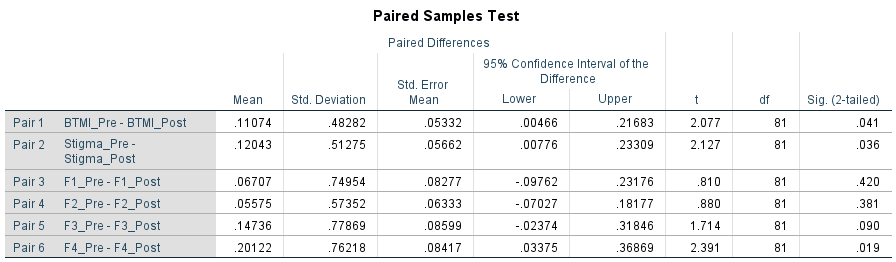 Paired Samples Test
Paired Differences
95% Confidence Interval of the
Difference
Mean Std. Deviation Std. Error
Mean Lower Upper t df Sig. (2-tailed)
Pair 1 BTMI_Pre - BTMI_Post .11074 .48282 .05332 .00466 .21683 2.077 81 .041
Pair 2 Stigma_Pre -
Stigma_Post .12043 .51275 .05662 .00776 .23309 2.127 81 .036
Pair 3 F1_Pre - F1_Post .06707 .74954 .08277 -.09762 .23176 .810 81 .420
Pair 4 F2_Pre - F2_Post .05575 .57352 .06333 -.07027 .18177 .880 81 .381
Pair 5 F3_Pre - F3_Post .14736 .77869 .08599 -.02374 .31846 1.714 81 .090
Pair 6 F4_Pre - F4_Post .20122 .76218 .08417 .03375 .36869 2.391 81 .019